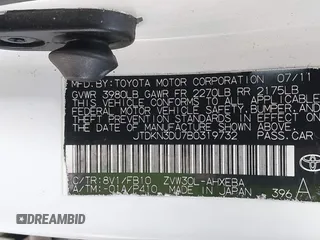 MFD. BY:TOYOTA MOTOR CORPORATION 07/11
GVWR 3980LB GAWR FR 2270LB RR 2175LB
THIS VEHICLE CONFORMS TO ALL APPLICABLE
FEDERAL MOTOR VEHICLE SAFETY, BUMPER, AND
THEFT PREVENTION STANDARDS IN EFFECT ON
THE DATE OF MANUFACTURE SHOWN ABOVE.
JTDKN3DU7B0319732 PASS CAR
C/TR:8V1/FB10 ZVW30L-AHXEBA
A/TM:-01A/P410 MADE IN JAPAN 396 A
TOYOTA
BIDCARS